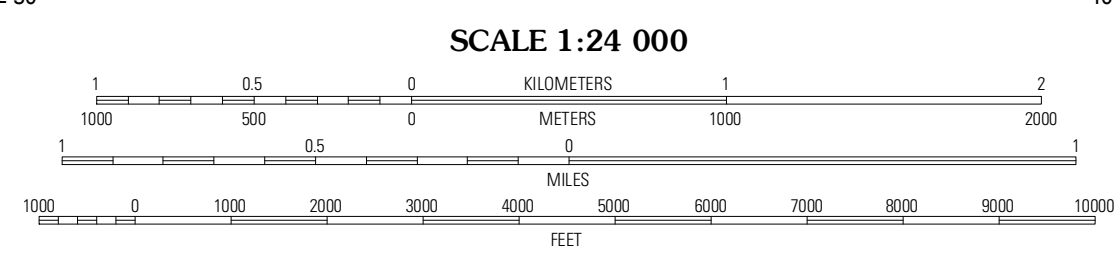 SCALE 1:24 000
1 0.5 0 KILOMETERS 1 2
1000 500 0 METERS 1000 2000
1 0.5 0 1
MILES
1000 0 1000 2000 3000 4000 5000 6000 7000 8000 9000 10000
FEET